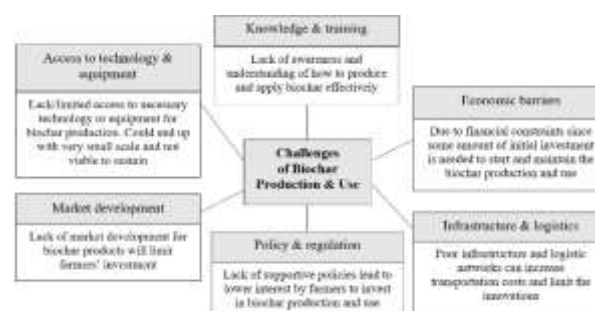 Knowledge & training
Lack of awareness and
understanding of how to produce
and apply biochar effectively
Access to technology &
equipment
Lack/limited access to necessary
technology or equipment for
biochar production. Could end up
with very small scale and not
viable to sustain
Economic barriers
Due to financial constraints since
some amount of initial investment
is needed to start and maintain the
biochar production and use
Challenges
of Biochar
Production & Use
Market development
Lack of market development for
biochar products will limit
farmers' investment
Policy & regulation
Lack of supportive policies lead to
lower interest by farmers to invest
in biochar production and use
Infrastructure & logistics
Poor infrastructure and logistic
networks can increase
transportation costs and limit the
innovations